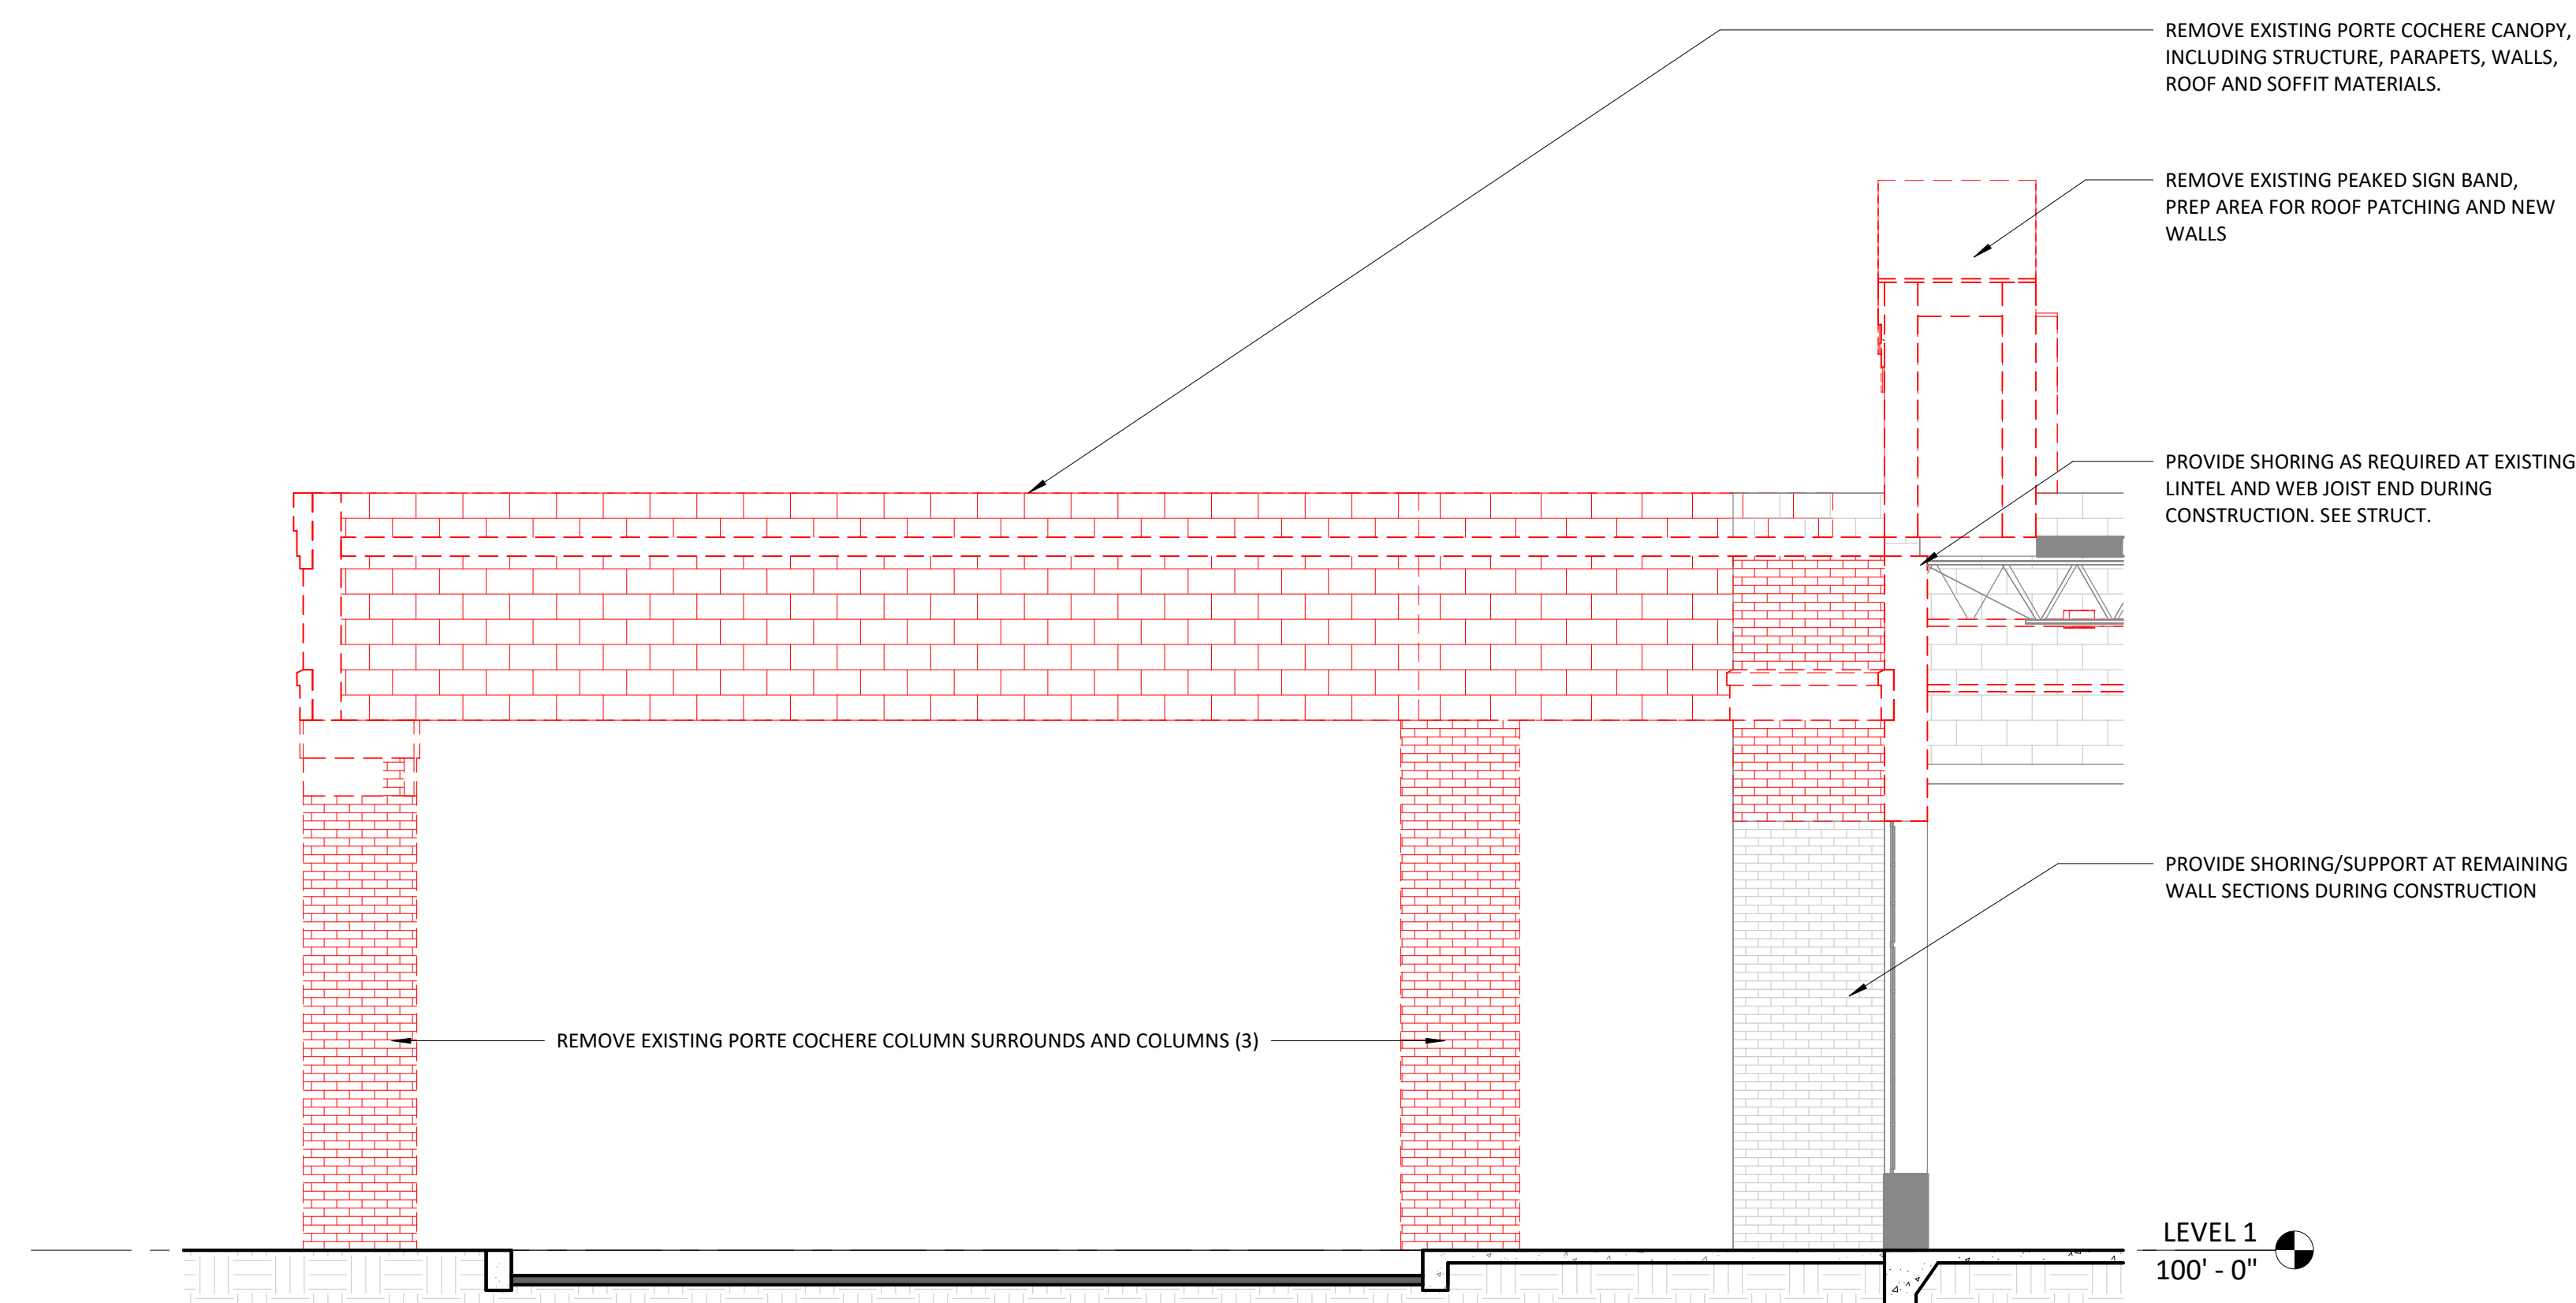 REMOVE EXISTING PORTE COCHERE CANOPY,
INCLUDING STRUCTURE, PARAPETS, WALLS,
ROOF AND SOFFIT MATERIALS.
REMOVE EXISTING PEAKED SIGN BAND,
PREP AREA FOR ROOF PATCHING AND NEW
WALLS
PROVIDE SHORING AS REQUIRED AT EXISTING
LINTEL AND WEB JOIST END DURING
CONSTRUCTION. SEE STRUCT.
PROVIDE SHORING/SUPPORT AT REMAINING
WALL SECTIONS DURING CONSTRUCTION
REMOVE EXISTING PORTE COCHERE COLUMN SURROUNDS AND COLUMNS (3)
LEVEL 1
100' - 0"